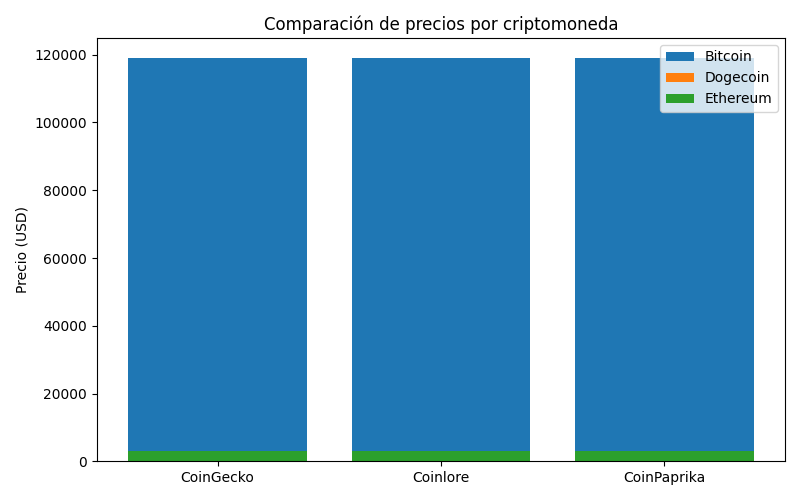 Comparación de precios por criptomoneda
Bitcoin
Dogecoin
Ethereum
Precio (USD)
120000
100000
80000
60000
40000
20000
0
CoinGecko
Coinlore
CoinPaprika